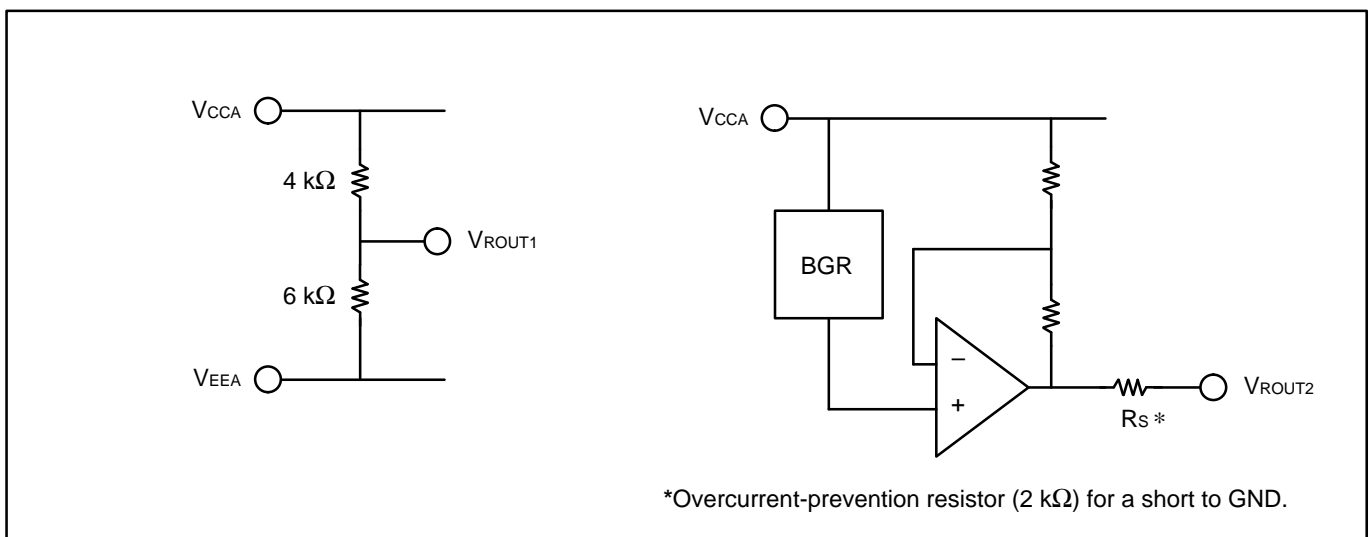 VCCA
4 kΩ
VROUT1
6 kΩ
VEEA
VCCA
BGR
−
+
VROUT2
RS *
*Overcurrent-prevention resistor (2 kΩ) for a short to GND.